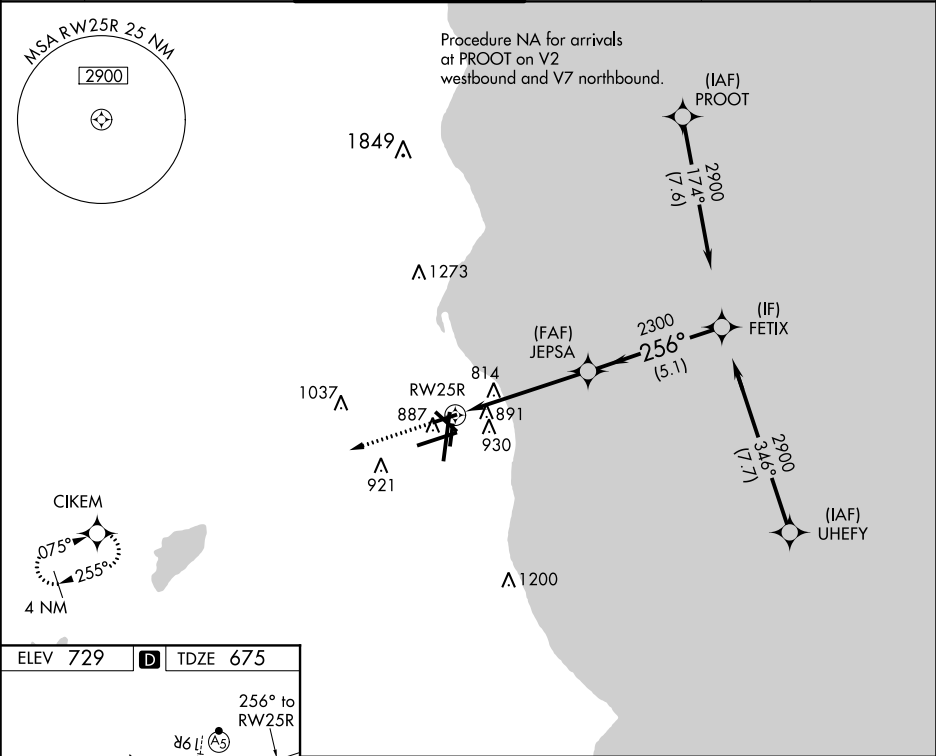 MSA RW25R 25 NM
2900
Procedure NA for arrivals
at PROOT on V2
westbound and V7 northbound.
(IAF)
PROOT
1849
2900
174°
(7.6)
1273
(IF)
FETIX
(FAF)
JEPSA
2300
256°
(5.1)
814
RW25R
1037
887
891
930
921
2900
346°
(7.7)
(IAF)
UHEFY
CIKEM
075°
255°
4 NM
1200
ELEV 729 D TDZE 675
256° to
RW25R
19R
A5